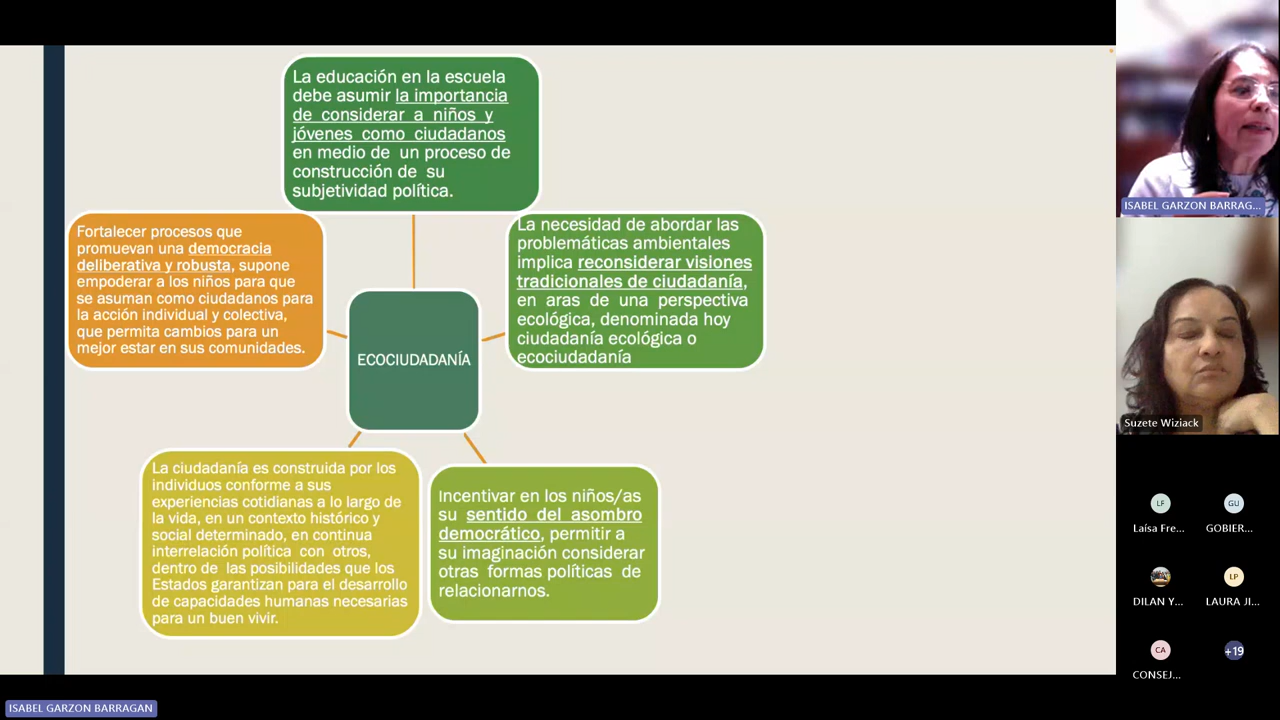 La educación en la escuela
debe asumir la importancia
de considerar a niños y
jóvenes como ciudadanos
en medio de un proceso de
construcción de su
subjetividad política.
Fortalecer procesos que
promuevan una democracia
deliberativa y robusta, supone
empoderar a los niños para que
se asuman como ciudadanos para
la acción individual y colectiva,
que permita cambios para un
mejor estar en sus comunidades.
La necesidad de abordar las
problemáticas ambientales
implica reconsiderar visiones
tradicionales de ciudadanía,
en aras de una perspectiva
ecológica, denominada hoy
ciudadanía ecológica o
ecociudadanía
ECOCIUDADANÍA
La ciudadanía es construida por los
individuos conforme a sus
experiencias cotidianas a lo largo de
la vida, en un contexto histórico y
social determinado, en continua
interrelación política con otros,
dentro de las posibilidades que los
Estados garantizan para el desarrollo
de capacidades humanas necesarias
para un buen vivir.
Incentivar en los niños/as
su sentido del asombro
democrático, permitir a
su imaginación considerar
otras formas políticas de
relacionarnos.
ISABEL GARZON BARRAG...
Suzete Wiziack
LF
GU
Laísa Fre...
GOBIER...
LP
DILAN Y...
LAURA JI...
CA
+19
CONSEJ...
ISABEL GARZON BARRAGAN